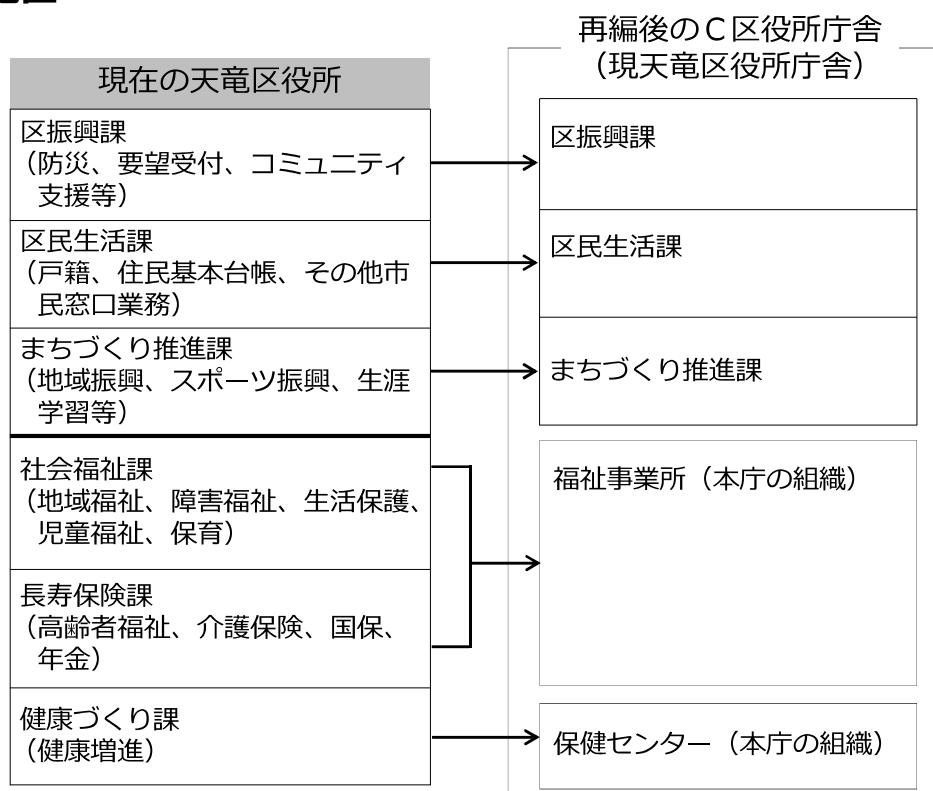 現在の天竜区役所
区振興課
（防災、要望受付、コミュニティ
支援等）
区民生活課
（戸籍、住民基本台帳、その他市
民窓口業務）
まちづくり推進課
（地域振興、スポーツ振興、生涯
学習等）
社会福祉課
（地域福祉、障害福祉、生活保護、
児童福祉、保育）
長寿保険課
（高齢者福祉、介護保険、国保、
年金）
健康づくり課
（健康増進）
再編後のＣ区役所庁舎
（現天竜区役所庁舎）
区振興課
区民生活課
まちづくり推進課
福祉事業所（本庁の組織）
保健センター（本庁の組織）